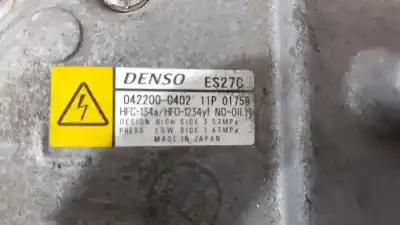 DENSO ES27C
042200-0402 11P 01759
HFC-134a/HFO-1234yf ND-OIL11
DESIGN HIGH SIDE 3.53MPa
PRESS. LOW SIDE 1.67MPa
MADE IN JAPAN